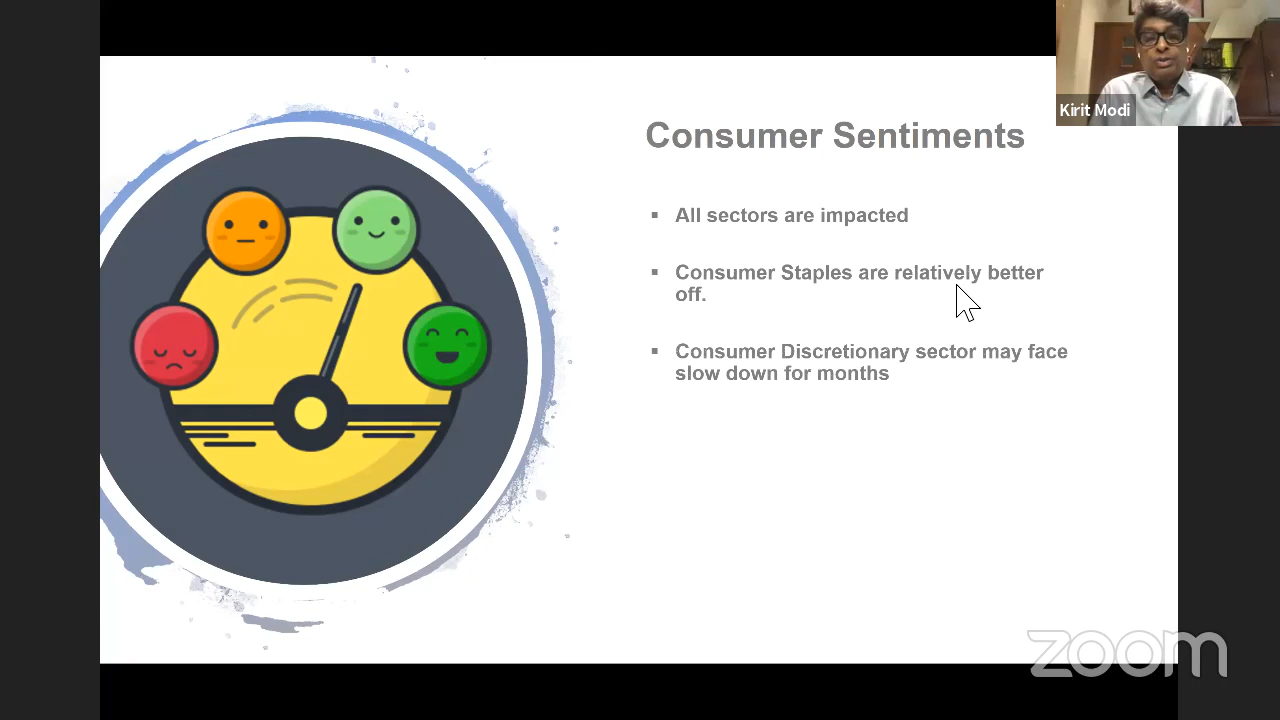 Kirit Modi
Consumer Sentiments
▪ All sectors are impacted
▪ Consumer Staples are relatively better
off.
▪ Consumer Discretionary sector may face
slow down for months
zoom